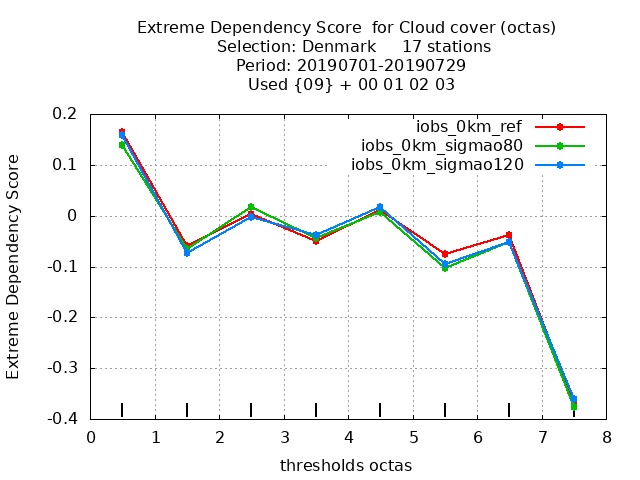 Extreme Dependency Score  for Cloud cover (octas)
Selection: Denmark     17 stations
Period: 20190701-20190729
Used {09} + 00 01 02 03
iobs_0km_ref
iobs_0km_sigmao80
iobs_0km_sigmao120
Extreme Dependency Score
0.2
0.1
0
-0.1
-0.2
-0.3
-0.4
0 1 2 3 4 5 6 7 8
thresholds octas